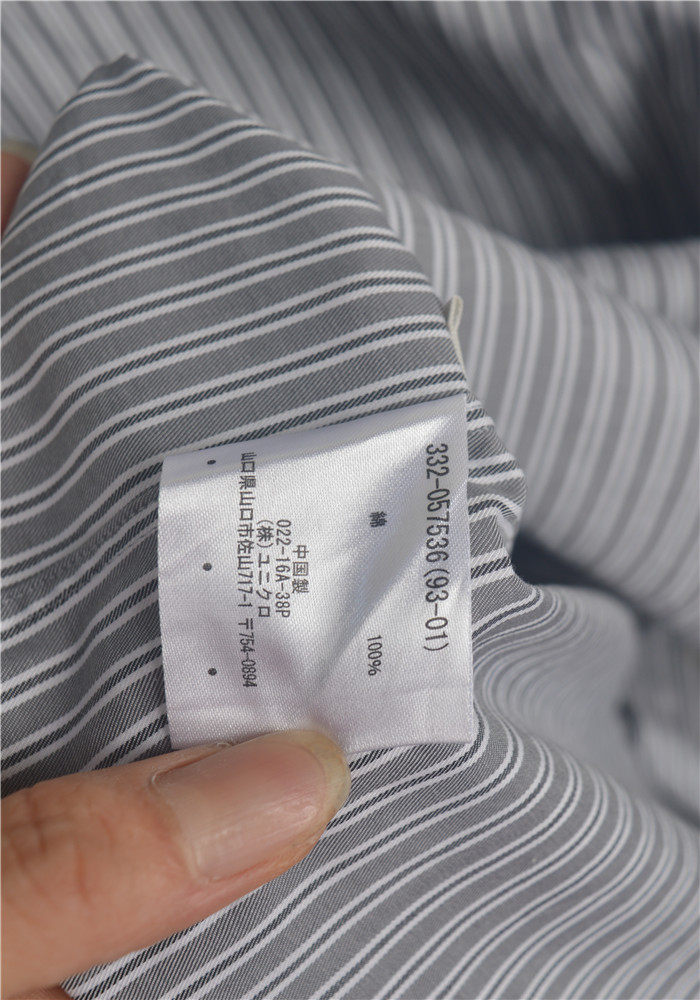 332-057536(93-01)
綿 100%
中国製
022-16A-38P
(株)ユニクロ
山口県山口市佐山717-1 〒754-0894